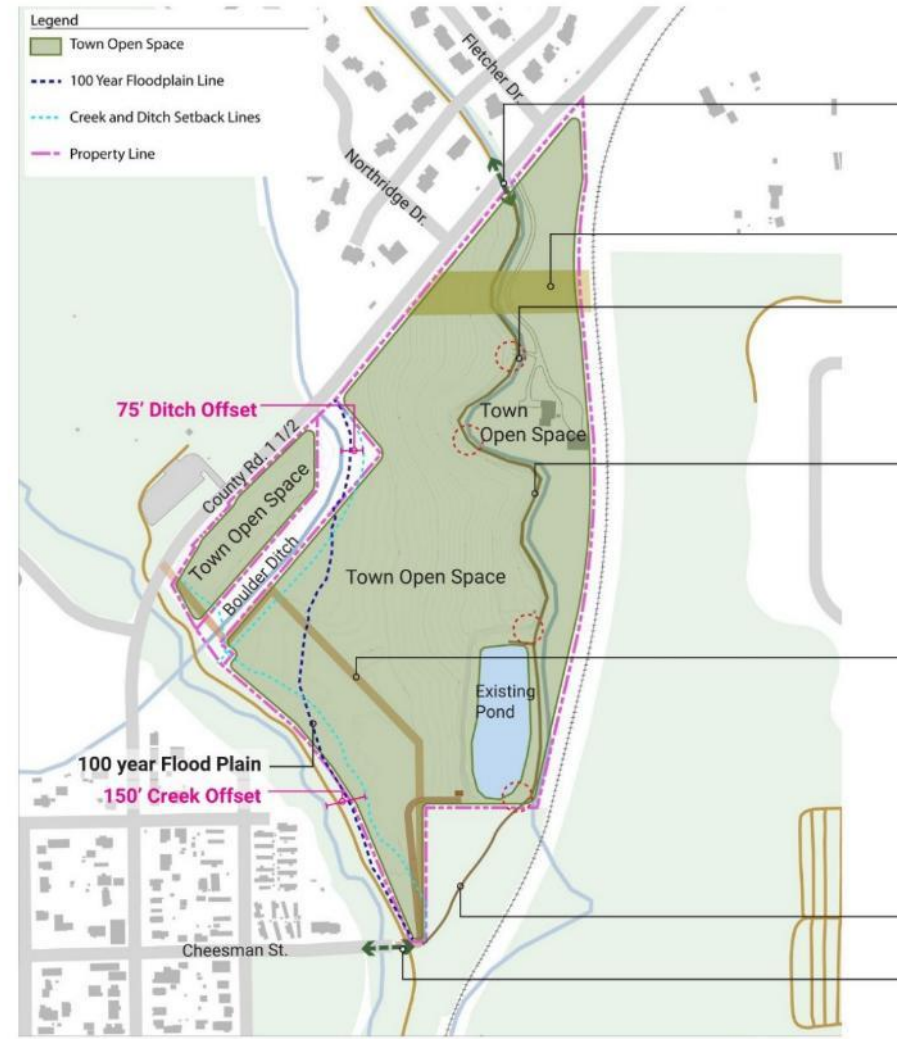 Legend
Town Open Space
100 Year Floodplain Line
Creek and Ditch Setback Lines
Property Line
Fletcher Dr.
Northridge Dr.
75' Ditch Offset
County Rd. 1 1/2
Town Open Space
Boulder Ditch
Town
Open Space
Town Open Space
Existing
Pond
100 year Flood Plain
150' Creek Offset
Cheesman St.